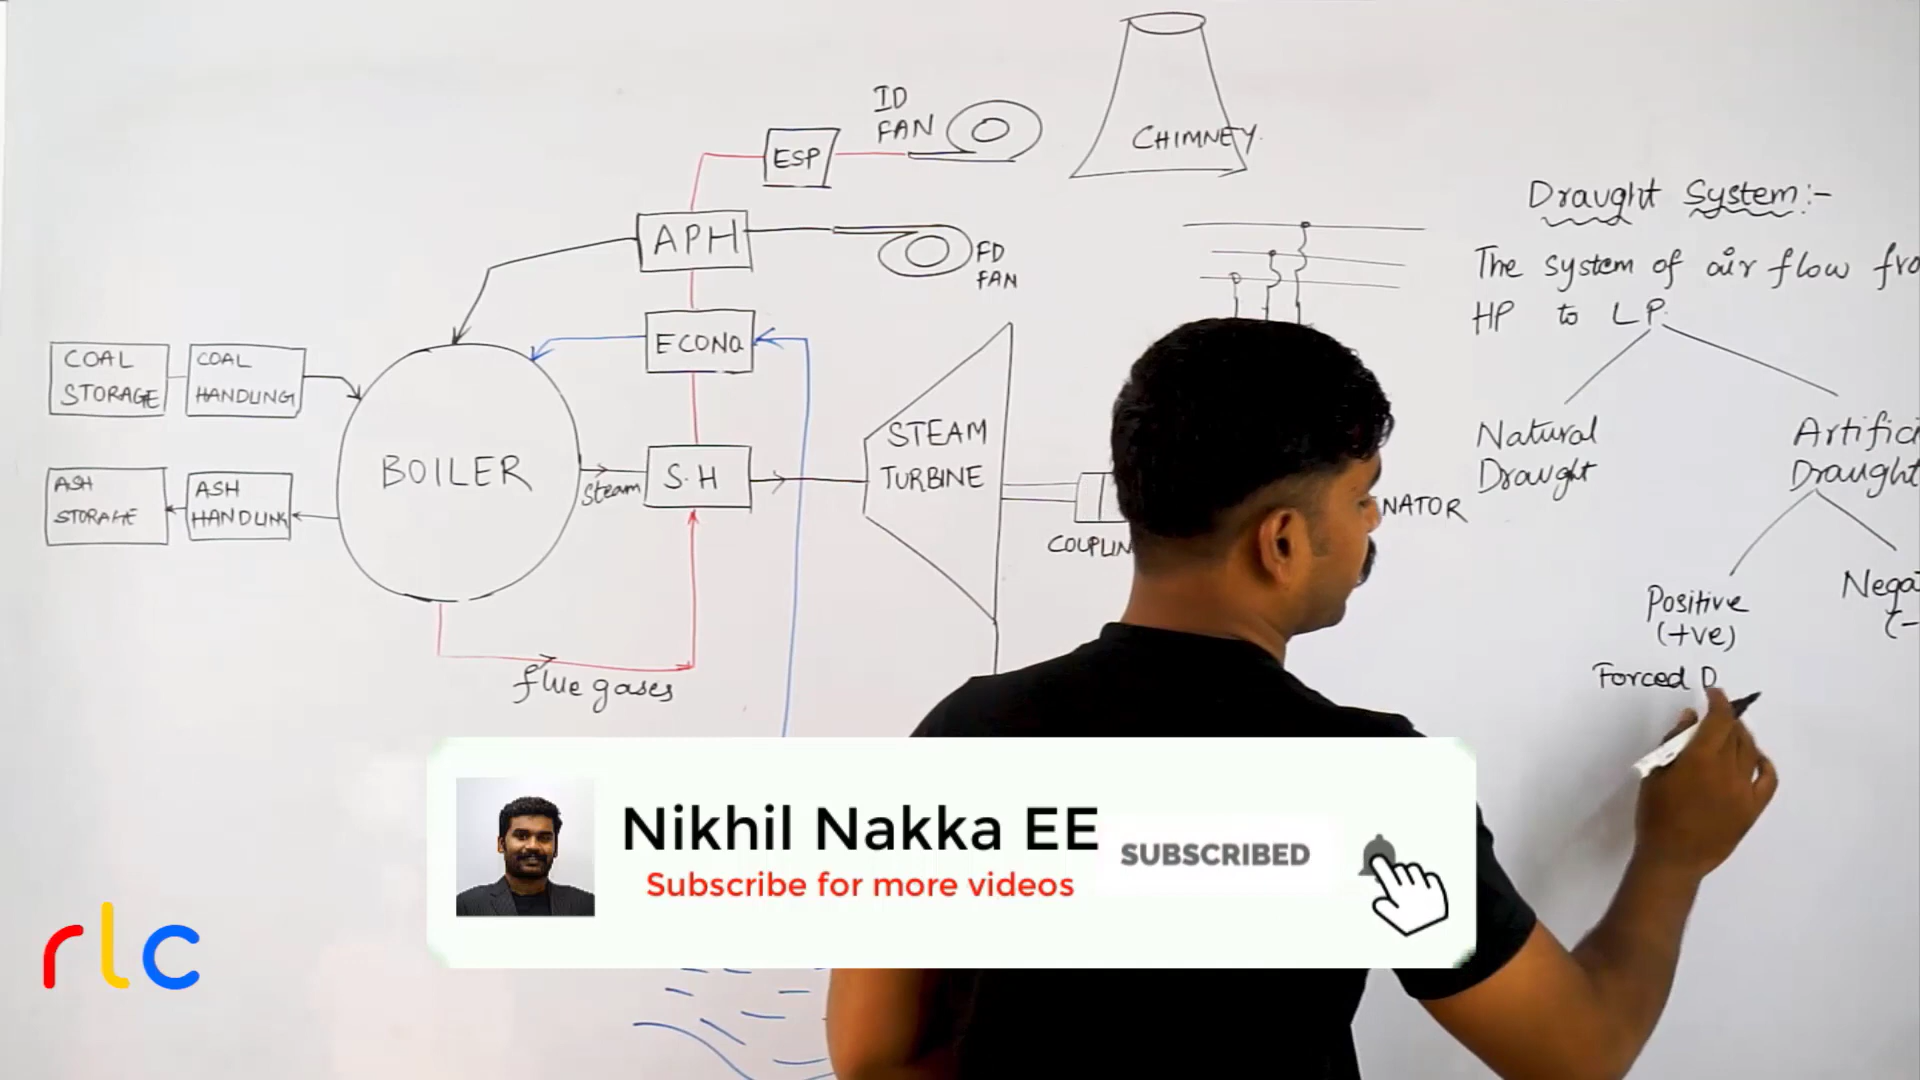 ID
FAN
CHIMNEY.
ESP
APH
FD
FAN
ECONO
COAL
STORAGE
COAL
HANDLING
ASH
STORAGE
ASH
HANDLING
BOILER
steam
S.H
flue gases
STEAM
TURBINE
COUPLIN
NATOR
Draught System:-
The system of air flow fro
HP to LP.
Natural
Draught
Artifici
Draught
Positive
(+ve)
Nega
(-
Forced D
Nikhil Nakka EE
Subscribe for more videos
SUBSCRIBED
rlc